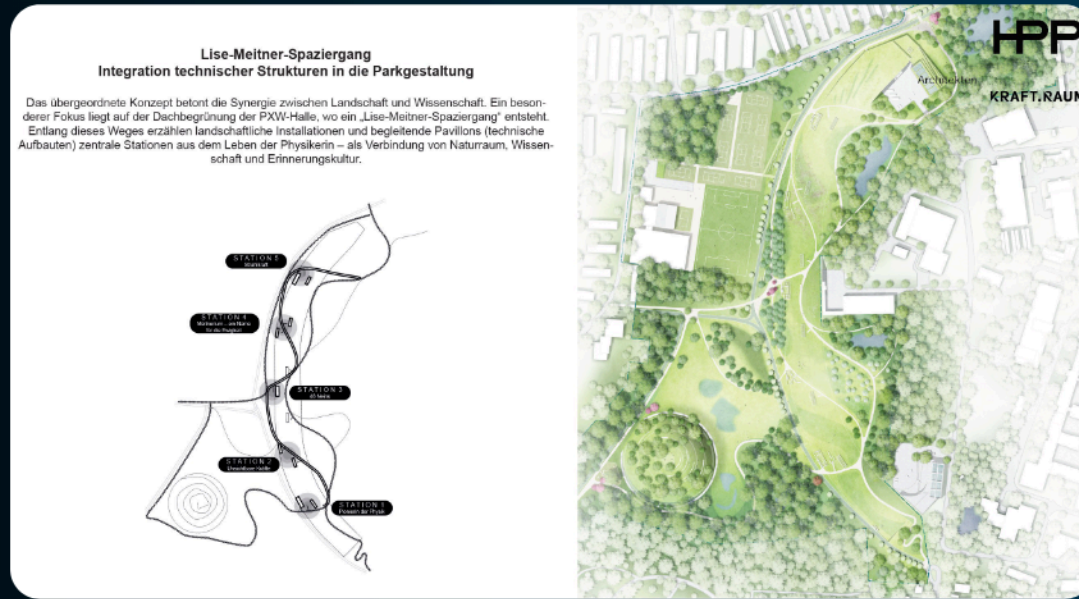 Lise-Meitner-Spaziergang
Integration technischer Strukturen in die Parkgestaltung
Das übergeordnete Konzept betont die Synergie zwischen Landschaft und Wissenschaft. Ein beson-
derer Fokus liegt auf der Dachbegrünung der PXW-Halle, wo ein „Lise-Meitner-Spaziergang“ entsteht.
Entlang dieses Weges erzählen landschaftliche Installationen und begleitende Pavillons (technische
Aufbauten) zentrale Stationen aus dem Leben der Physikerin – als Verbindung von Naturraum, Wissen-
schaft und Erinnerungskultur.
STATION 5
STATION 4
STATION 3
STATION 2
STATION 1
Pionierin der Physik
HPP
Architekten
KRAFT.RAUM